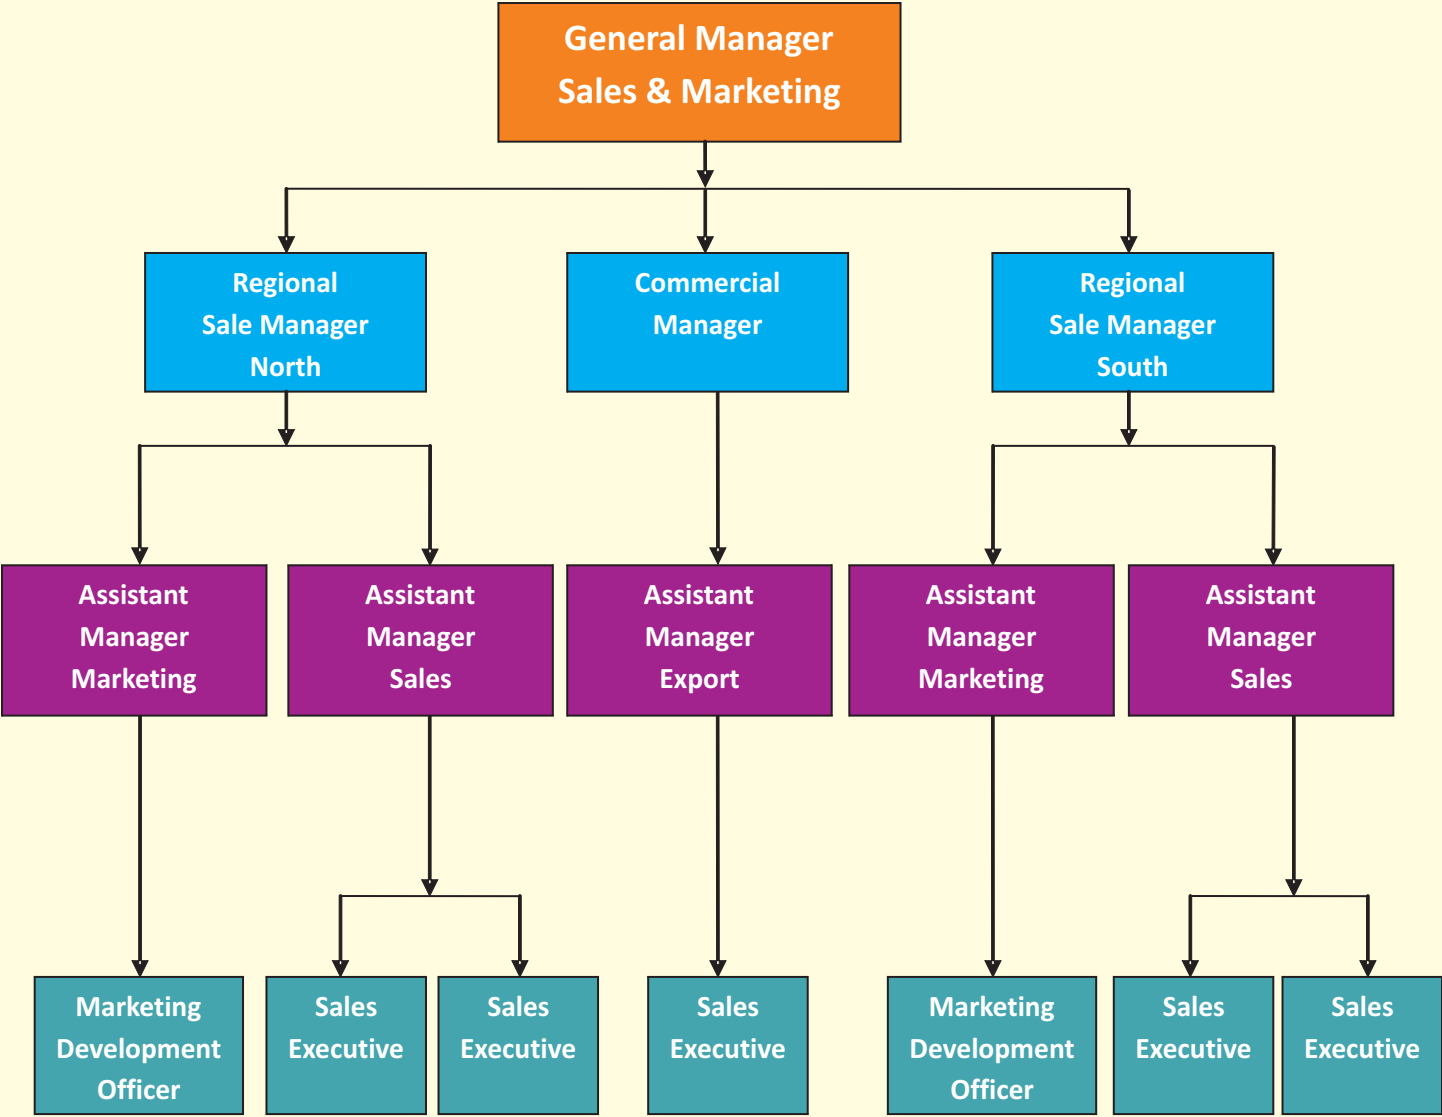 General Manager
Sales & Marketing
Regional
Sale Manager
North
Commercial
Manager
Regional
Sale Manager
South
Assistant
Manager
Marketing
Assistant
Manager
Sales
Assistant
Manager
Export
Assistant
Manager
Marketing
Assistant
Manager
Sales
Marketing
Development
Officer
Sales
Executive
Sales
Executive
Sales
Executive
Marketing
Development
Officer
Sales
Executive
Sales
Executive